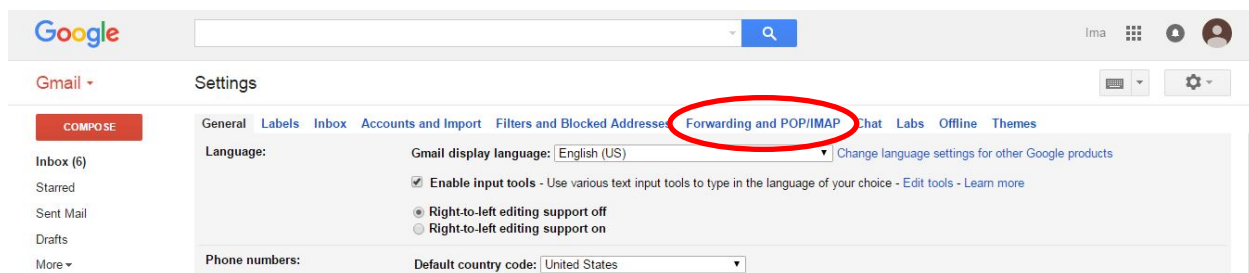 Google
Ima
Gmail
Settings
COMPOSE
General Labels Inbox Accounts and Import Filters and Blocked Addresses Forwarding and POP/IMAP Chat Labs Offline Themes
Inbox (6)
Starred
Sent Mail
Drafts
More
Language:
Gmail display language: English (US) Change language settings for other Google products
Enable input tools - Use various text input tools to type in the language of your choice - Edit tools - Learn more
Right-to-left editing support off
Right-to-left editing support on
Phone numbers:
Default country code: United States